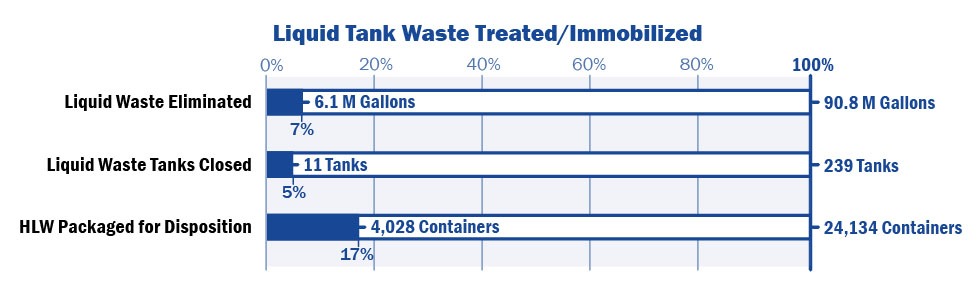 Liquid Tank Waste Treated/Immobilized
0% 20% 40% 60% 80% 100%
Liquid Waste Eliminated 6.1 M Gallons 90.8 M Gallons
7%
Liquid Waste Tanks Closed 11 Tanks 239 Tanks
5%
HLW Packaged for Disposition 4,028 Containers 24,134 Containers
17%